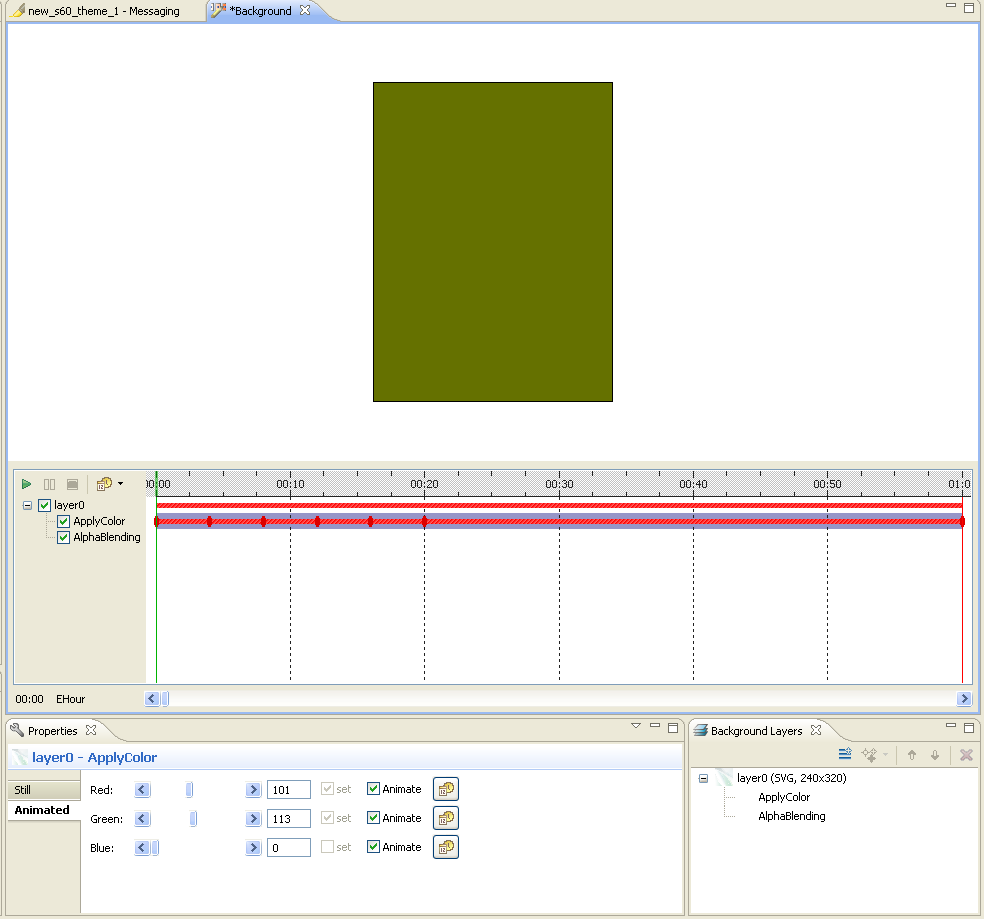 new_s60_theme_1 - Messaging *Background
00:00 00:10 00:20 00:30 00:40 00:50 01:0
layer0
ApplyColor
AlphaBlending
00:00 EHour
Properties
layer0 - ApplyColor
Still
Animated
Red: 101 set Animate
Green: 113 set Animate
Blue: 0 set Animate
Background Layers
layer0 (SVG, 240x320)
ApplyColor
AlphaBlending